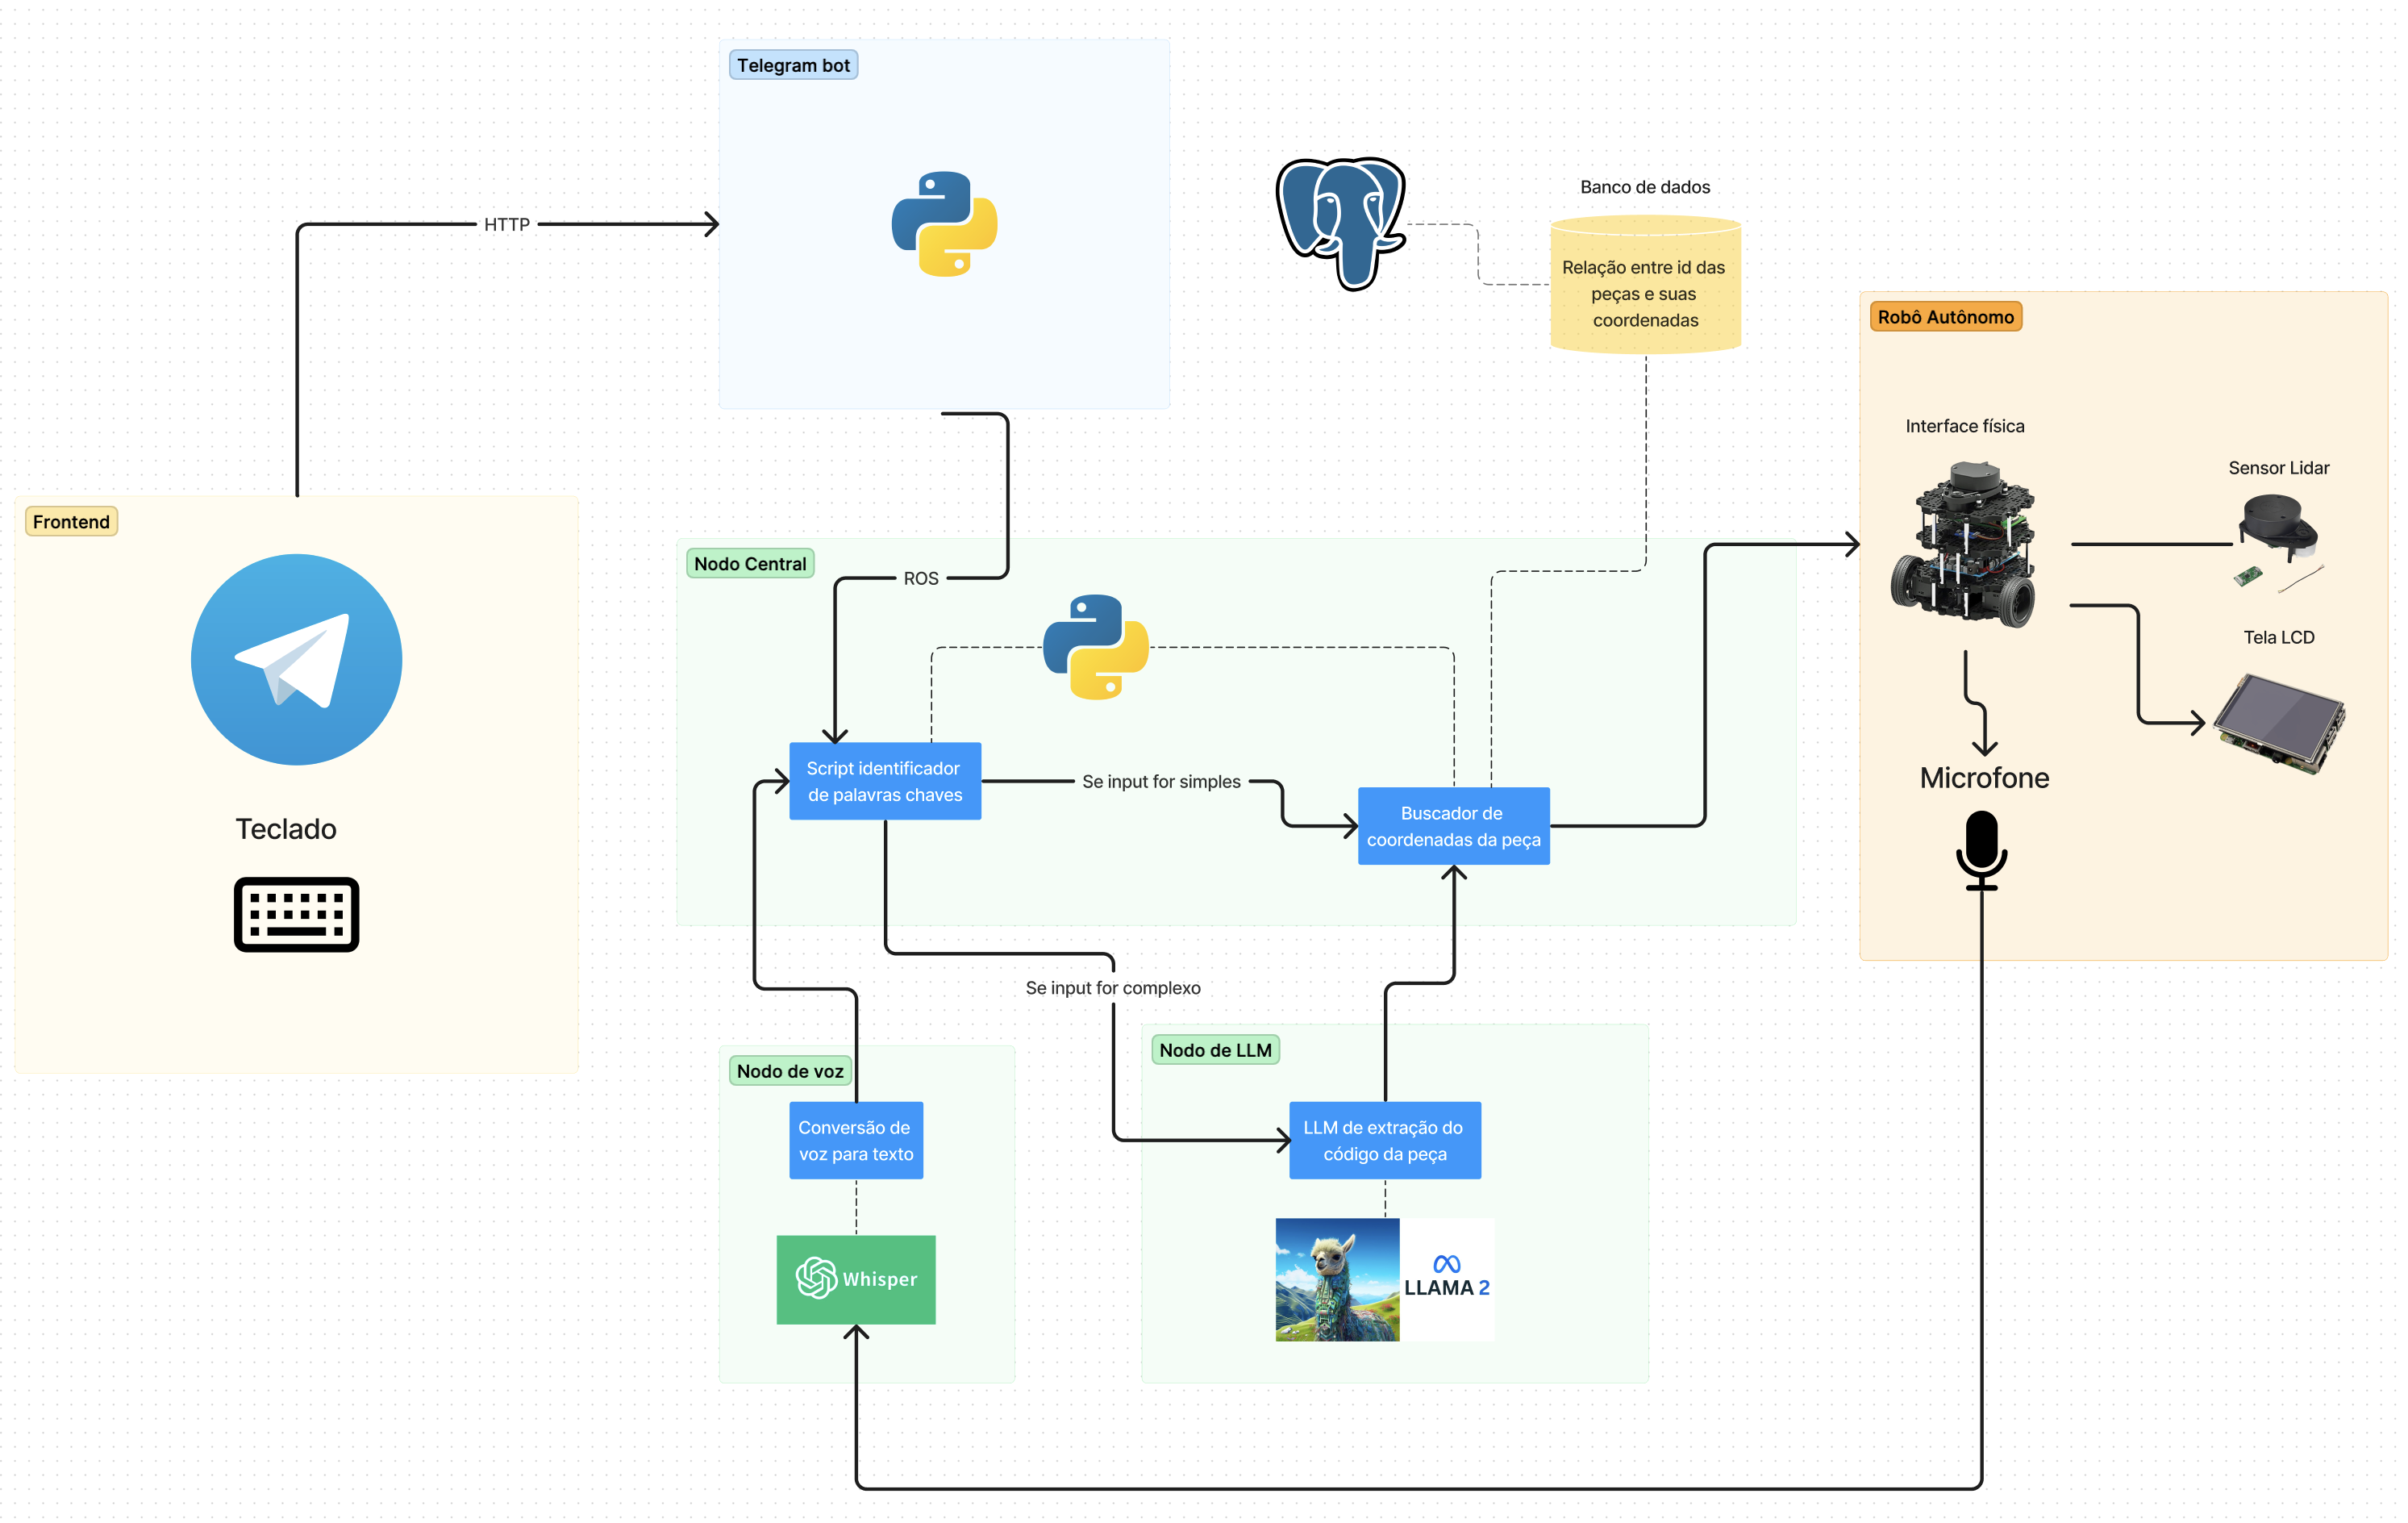 Telegram bot
HTTP
Banco de dados
Relação entre id das
peças e suas
coordenadas
Robô Autônomo
Interface física
Sensor Lidar
Tela LCD
Microfone
Frontend
Teclado
Nodo Central
ROS
Script identificador
de palavras chaves
Se input for simples
Buscador de
coordenadas da peça
Se input for complexo
Nodo de voz
Conversão de
voz para texto
Whisper
Nodo de LLM
LLM de extração do
código da peça
LLAMA 2